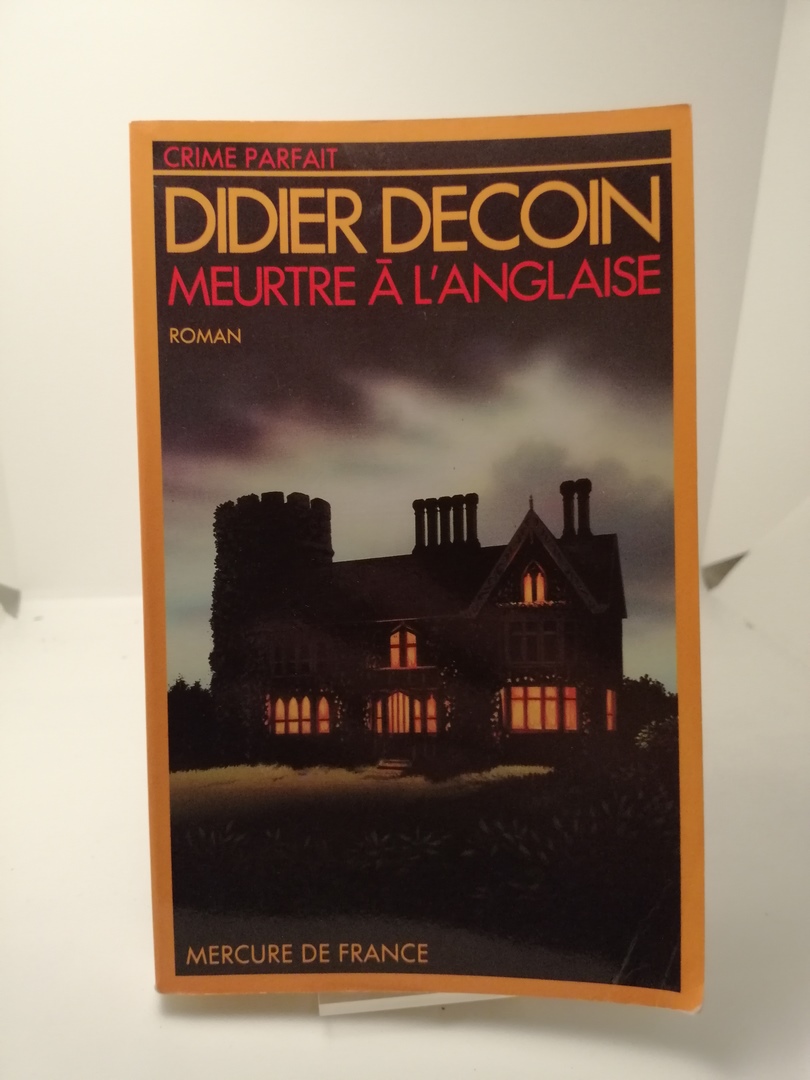 CRIME PARFAIT
DIDIER DECOIN
MEURTRE À L'ANGLAISE
ROMAN
MERCURE DE FRANCE